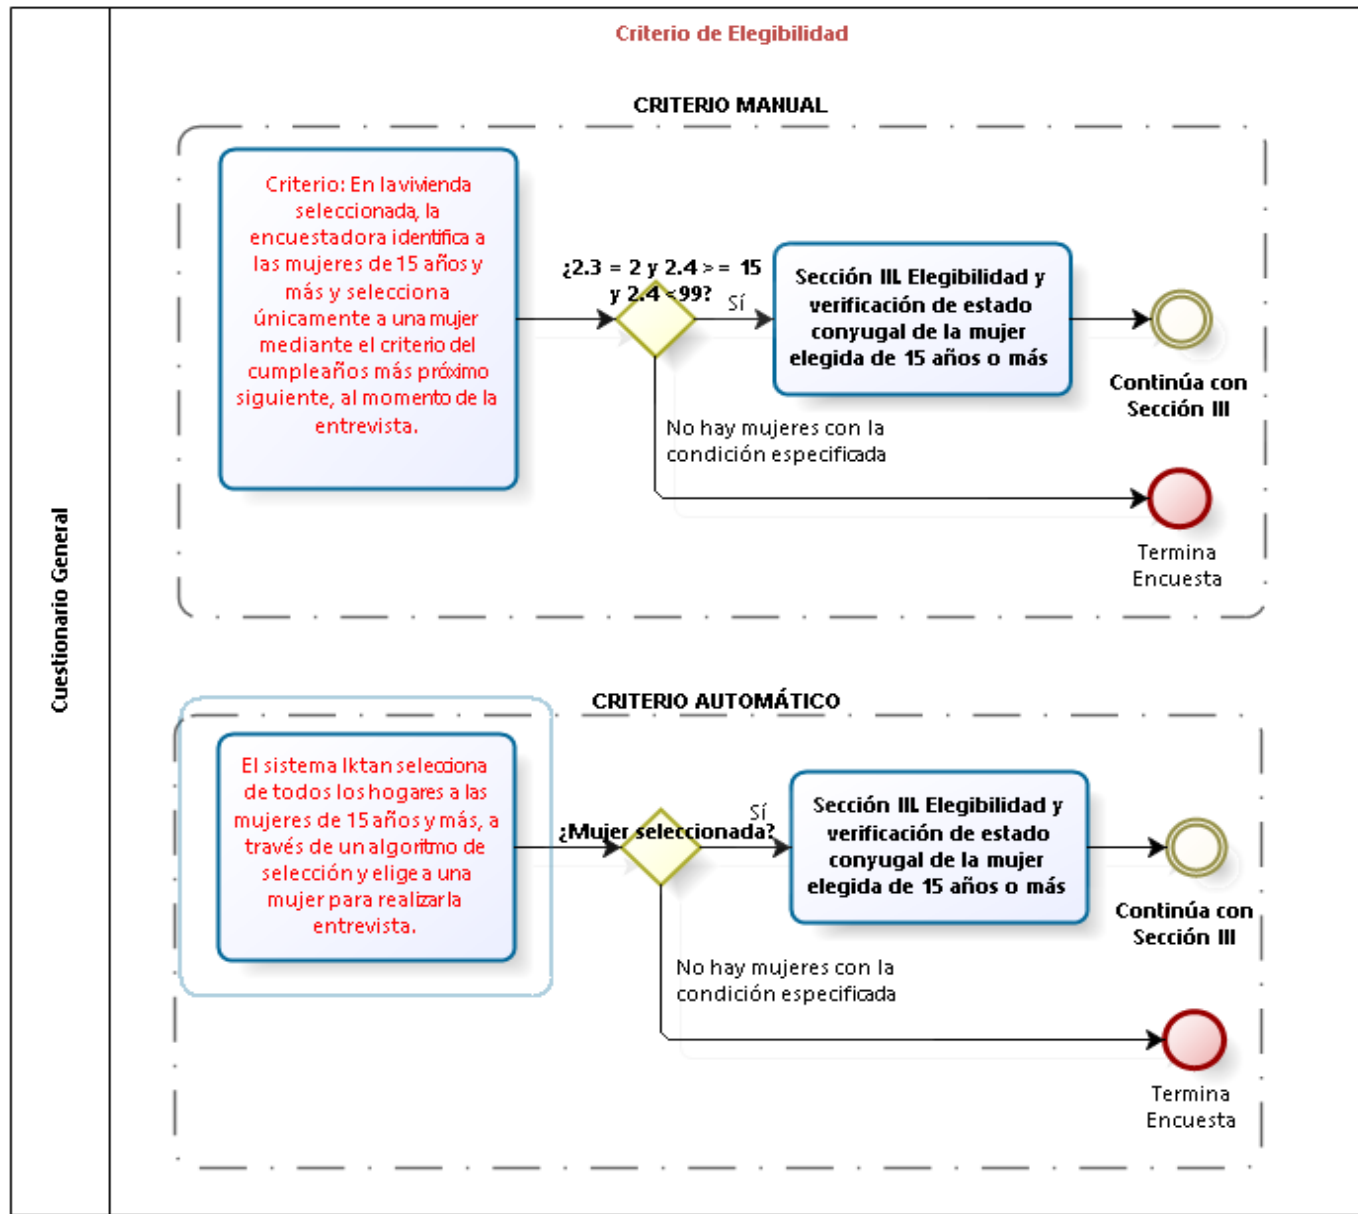 Cuestionario General
Criterio de Elegibilidad
CRITERIO MANUAL
Criterio: En la vivienda
seleccionada, la
encuestadora identifica a
las mujeres de 15 años y
más y selecciona
únicamente a una mujer
mediante el criterio del
cumpleaños más próximo
siguiente, al momento de la
entrevista.
¿2.3 = 2 y 2.4 >= 15
y 2.4 <99?
Sí
Sección III. Elegibilidad y
verificación de estado
conyugal de la mujer
elegida de 15 años o más
Continúa con
Sección III
No hay mujeres con la
condición especificada
Termina
Encuesta
CRITERIO AUTOMÁTICO
El sistema Iktan selecciona
de todos los hogares a las
mujeres de 15 años y más, a
través de un algoritmo de
selección y elige a una
mujer para realizar la
entrevista.
¿Mujer seleccionada?
Sí
Sección III. Elegibilidad y
verificación de estado
conyugal de la mujer
elegida de 15 años o más
Continúa con
Sección III
No hay mujeres con la
condición especificada
Termina
Encuesta